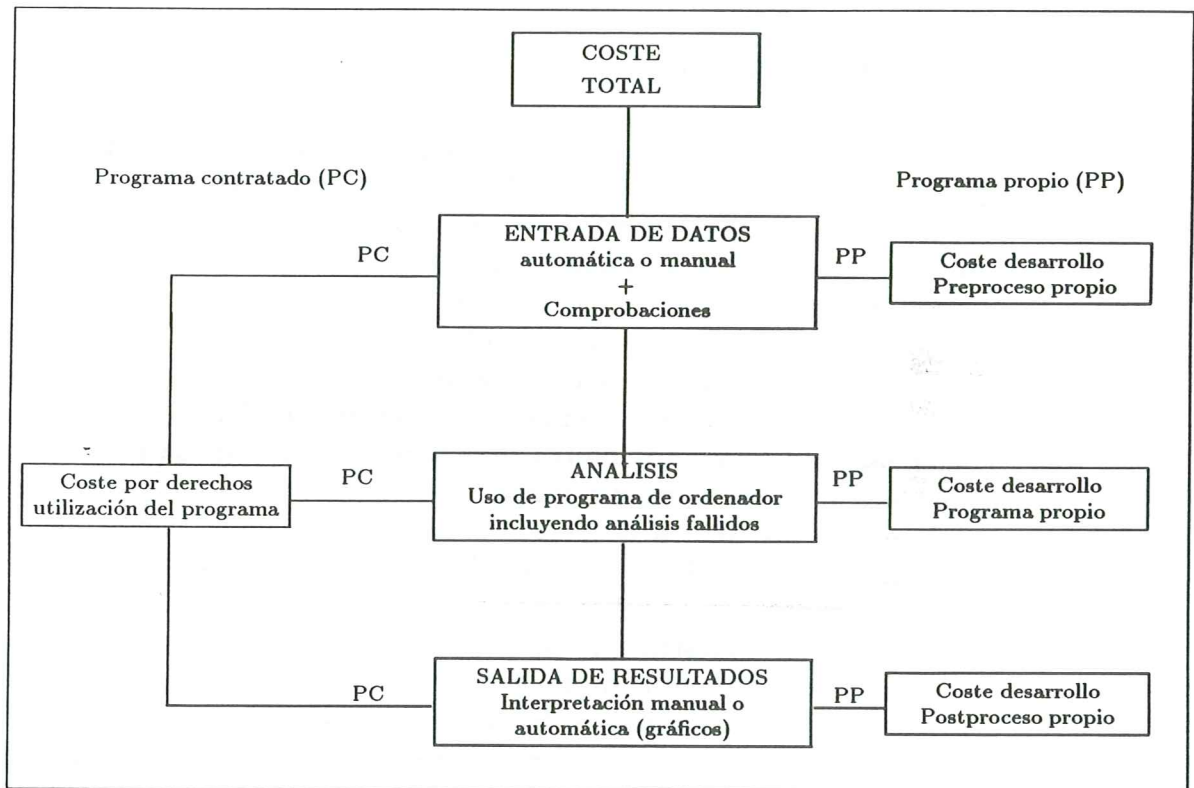 COSTE
TOTAL
Programa contratado (PC)
Programa propio (PP)
PC
ENTRADA DE DATOS
automática o manual
+
Comprobaciones
PP
Coste desarrollo
Preproceso propio
Coste por derechos
utilización del programa
PC
ANALISIS
Uso de programa de ordenador
incluyendo análisis fallidos
PP
Coste desarrollo
Programa propio
PC
SALIDA DE RESULTADOS
Interpretación manual o
automática (gráficos)
PP
Coste desarrollo
Postproceso propio